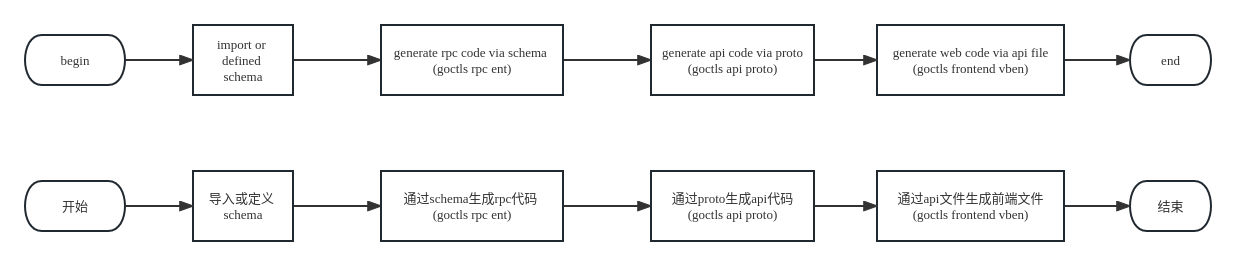 begin
import or
defined
schema
generate rpc code via schema
(goctls rpc ent)
generate api code via proto
(goctls api proto)
generate web code via api file
(goctls frontend vben)
end
开始
导入或定义
schema
通过schema生成rpc代码
(goctls rpc ent)
通过proto生成api代码
(goctls api proto)
通过api文件生成前端文件
(goctls frontend vben)
结束